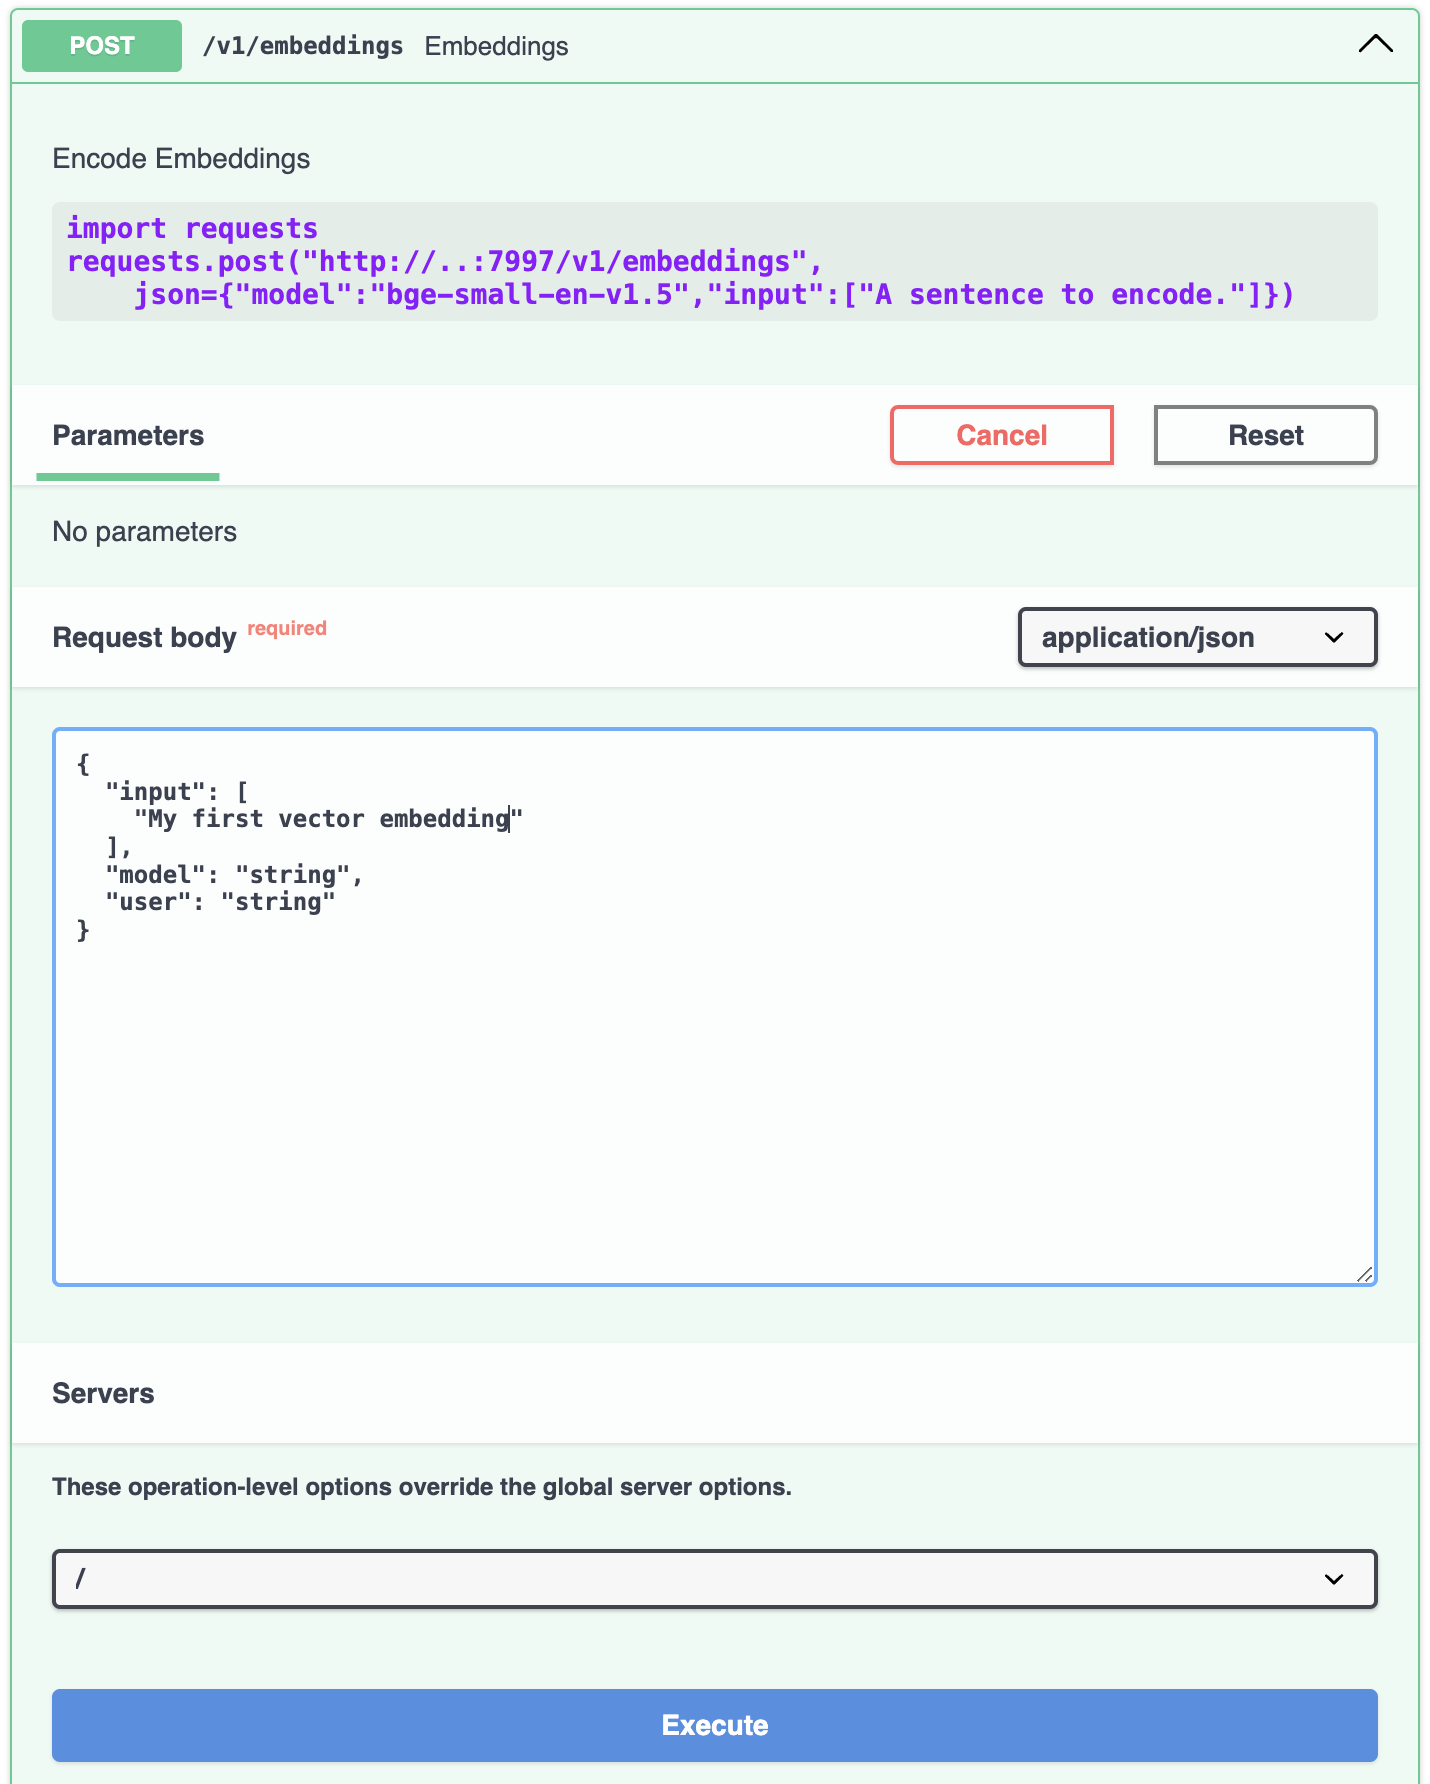 POST /v1/embeddings Embeddings
Encode Embeddings
import requests
requests.post("http://..:7997/v1/embeddings",
    json={"model":"bge-small-en-v1.5","input":["A sentence to encode."]})
Parameters
Cancel
Reset
No parameters
Request body required
application/json
{
  "input": [
    "My first vector embedding"
  ],
  "model": "string",
  "user": "string"
}
Servers
These operation-level options override the global server options.
/
Execute